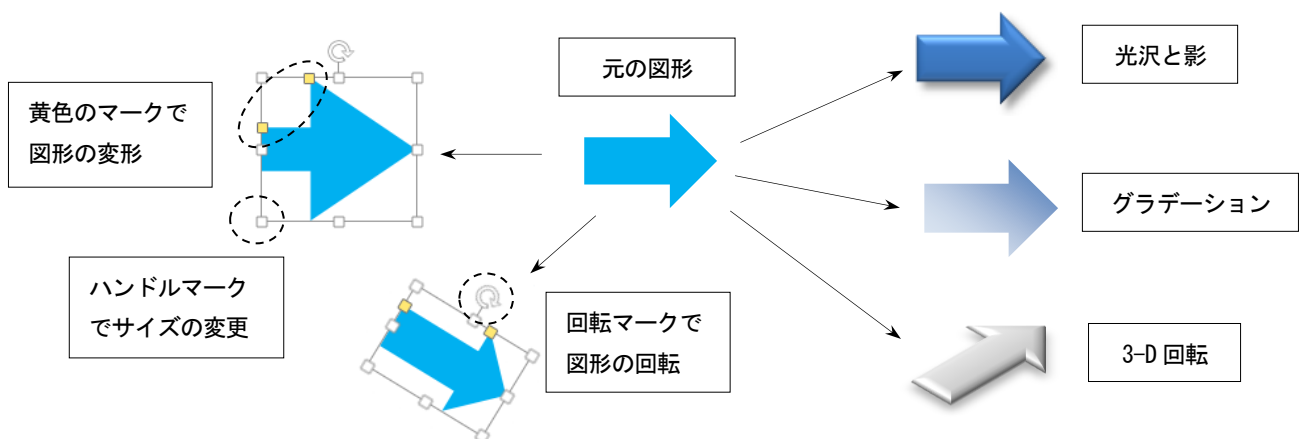 元の図形
光沢と影
黄色のマークで
図形の変形
グラデーション
ハンドルマーク
でサイズの変更
回転マークで
図形の回転
3-D 回転